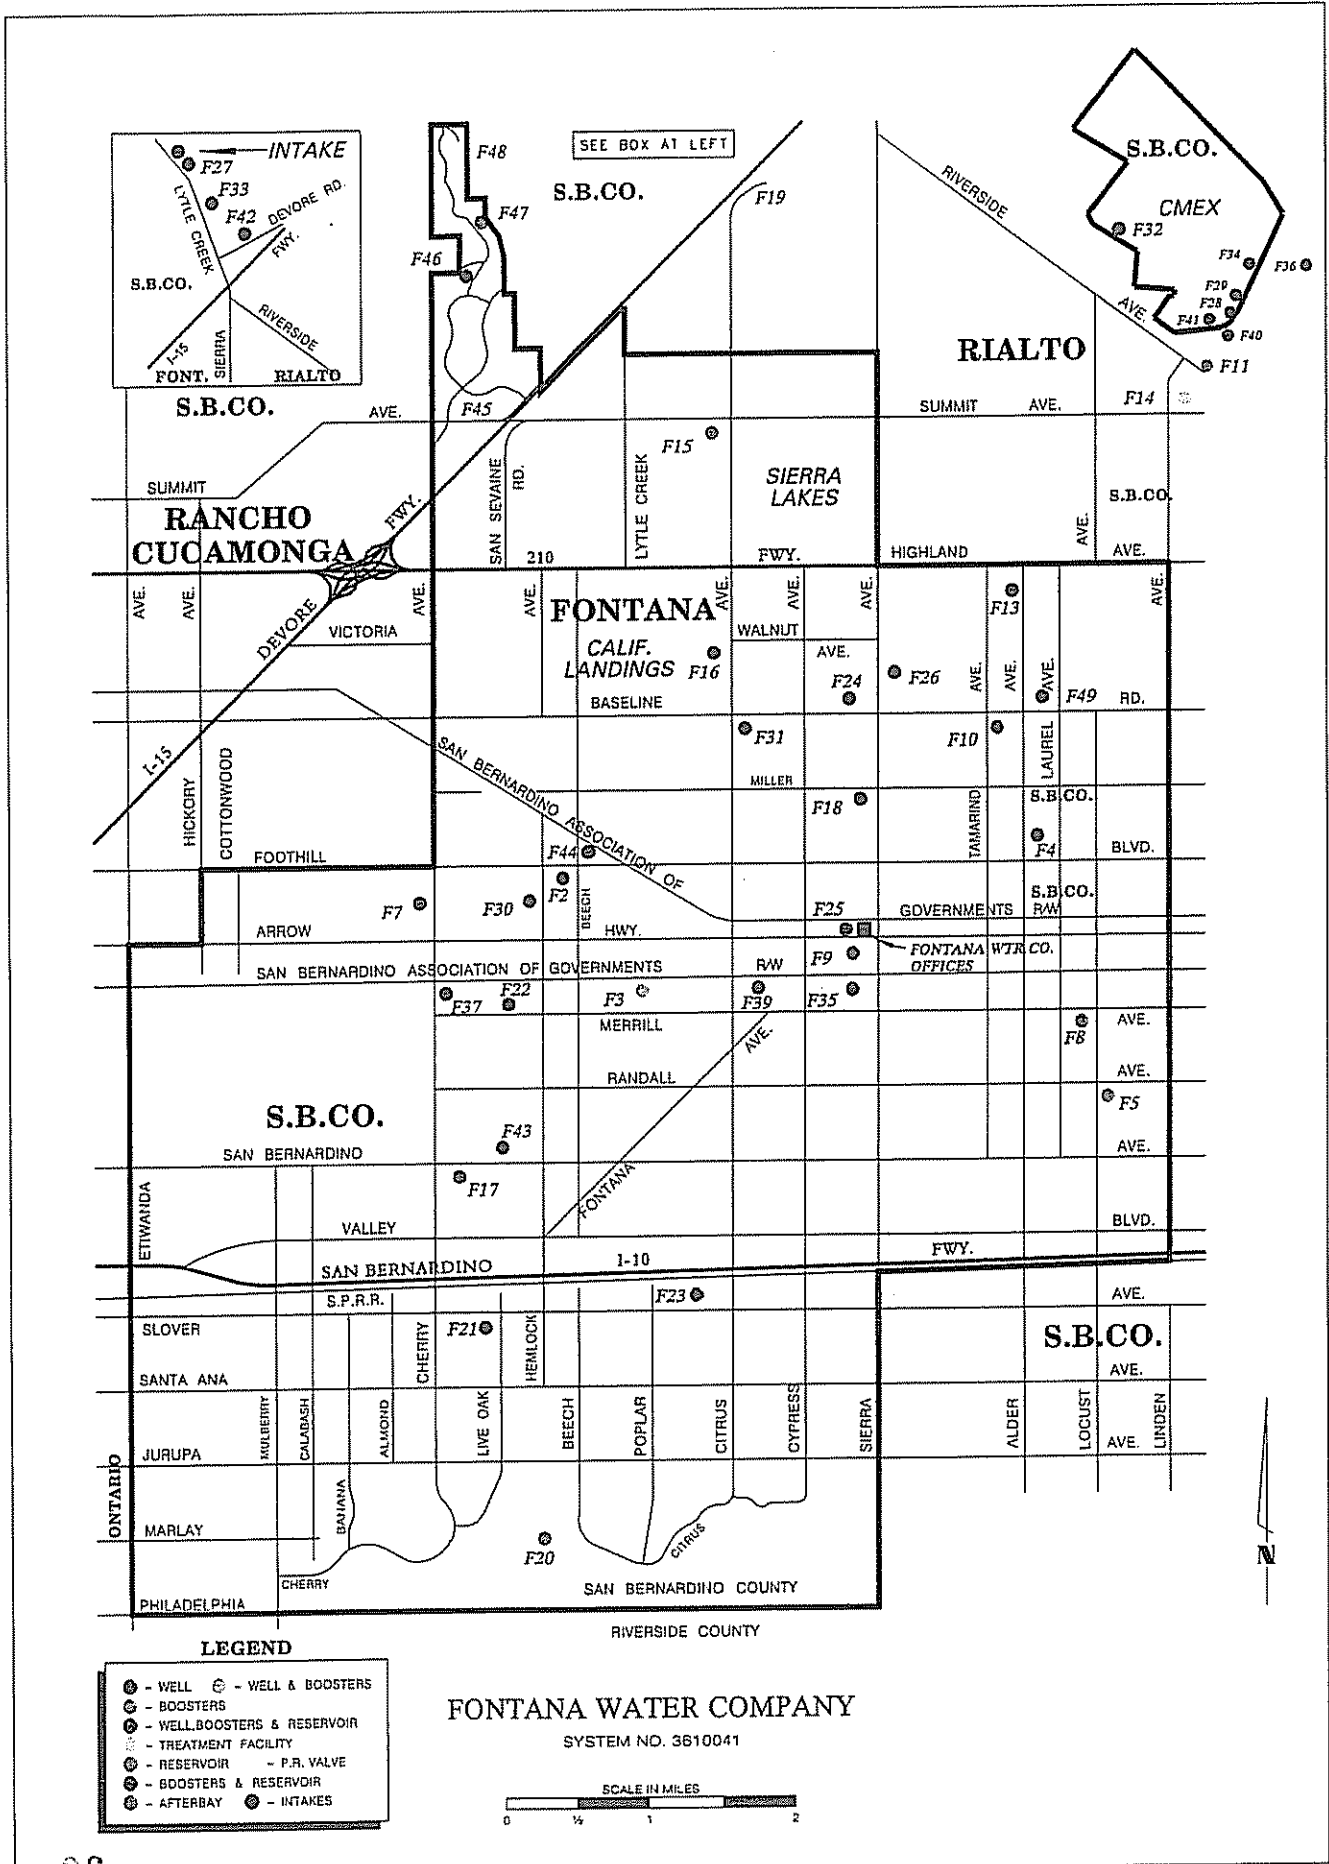 INTAKE
F27
F33
F42
DEVORE RD.
LYTLE CREEK
FWY.
S.B.CO.
RIVERSIDE
I-15
SIERRA
FONT.
RIALTO
S.B.CO.
SEE BOX AT LEFT
S.B.CO.
F48
F47
F46
F45
F19
RIVERSIDE
AVE.
S.B.CO.
CMEX
F32
F34
F36
F29
F28
F41
F40
F11
F14
RIALTO
SUMMIT AVE.
AVE.
SUMMIT
F15
SIERRA
LAKES
SAN SEVAINE
RD.
LYTLE CREEK
AVE.
S.B.CO.
RANCHO
CUCAMONGA
FWY.
210
FWY.
HIGHLAND
AVE.
AVE.
AVE.
AVE.
AVE.
AVE.
AVE.
AVE.
AVE.
DEVORE
VICTORIA
FONTANA
CALIF.
LANDINGS
F16
WALNUT
AVE.
F13
F24
F26
AVE.
AVE.
AVE.
F49
BASELINE
RD.
I-15
HICKORY
COTTONWOOD
SAN BERNARDINO ASSOCIATION OF
F31
F10
LAUREL
MILLER
F18
TAMARIND
S.B.CO.
F4
FOOTHILL
BLVD.
F44
F2
F7
F30
BEECH
F25
GOVERNMENTS R/W
S.B.CO.
ARROW
HWY.
FONTANA WTR CO.
OFFICES
F9
SAN BERNARDINO ASSOCIATION OF GOVERNMENTS R/W
F37
F22
F3
F39
F35
MERRILL
AVE.
F8
AVE.
RANDALL
AVE.
F5
S.B.CO.
F43
SAN BERNARDINO
AVE.
F17
FONTANA
ETIWANDA
VALLEY
BLVD.
SAN BERNARDINO
I-10
FWY.
S.P.R.R.
F23
AVE.
SLOVER
F21
CHERRY
HEMLOCK
S.B.CO.
SANTA ANA
AVE.
MULBERRY
CALABASH
ALMOND
LIVE OAK
BEECH
POPLAR
CITRUS
CYPRESS
SIERRA
ALDER
LOCUST
LINDEN
JURUPA
AVE.
ONTARIO
BANANA
MARLAY
F20
CITRUS
CHERRY
SAN BERNARDINO COUNTY
PHILADELPHIA
RIVERSIDE COUNTY
N
LEGEND
- WELL - WELL & BOOSTERS
- BOOSTERS
- WELL,BOOSTERS & RESERVOIR
- TREATMENT FACILITY
- RESERVOIR - P.R. VALVE
- BOOSTERS & RESERVOIR
- AFTERBAY - INTAKES
FONTANA WATER COMPANY
SYSTEM NO. 3610041
SCALE IN MILES
0 ½ 1 2